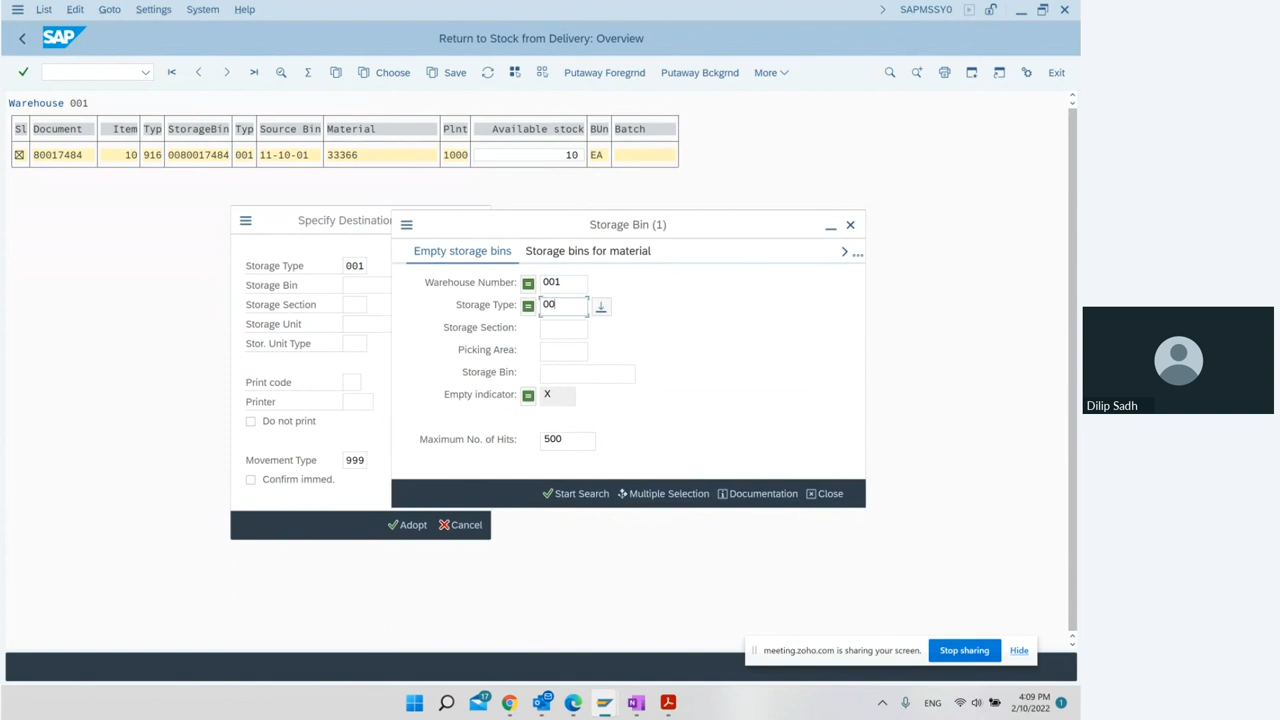 List Edit Goto Settings System Help SAPMSSY0
SAP Return to Stock from Delivery: Overview
Choose Save Putaway Foregrnd Putaway Bckgrnd More Exit
Warehouse 001
Sl Document Item Typ StorageBin Typ Source Bin Material Plnt Available stock BUn Batch
80017484 10 916 0080017484 001 11-10-01 33366 1000 10 EA
Specify Destinatio
Storage Type 001
Storage Bin
Storage Section
Storage Unit
Stor. Unit Type
Print code
Printer
Do not print
Movement Type 999
Confirm immed.
Adopt Cancel
Storage Bin (1)
Empty storage bins Storage bins for material
Warehouse Number: 001
Storage Type: 00
Storage Section:
Picking Area:
Storage Bin:
Empty indicator: X
Maximum No. of Hits: 500
Start Search Multiple Selection Documentation Close
Dilip Sadh
meeting.zoho.com is sharing your screen. Stop sharing Hide
17
ENG
4:09 PM
2/10/2022
1